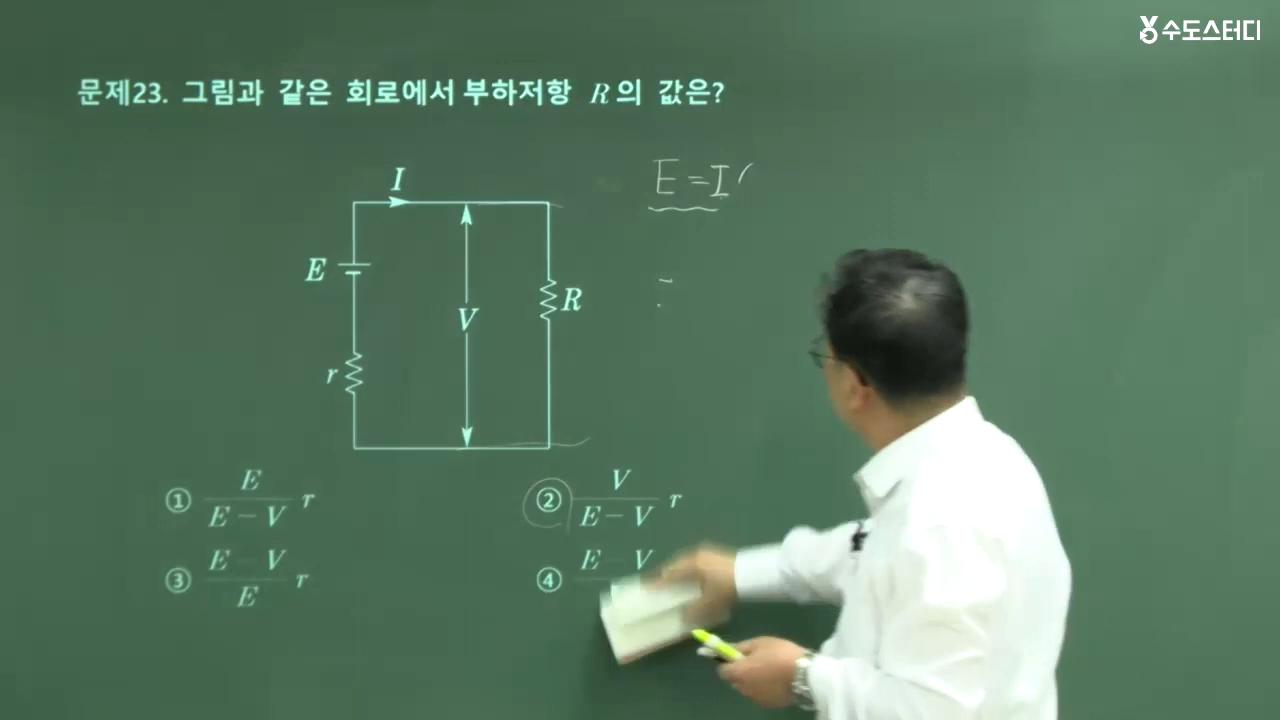 수도스터디
문제23. 그림과 같은 회로에서 부하저항 R의 값은?
I
E = I(
E
V
R
r
① E / E - V r
② V / E - V r
③ E - V / E r
④ E - V